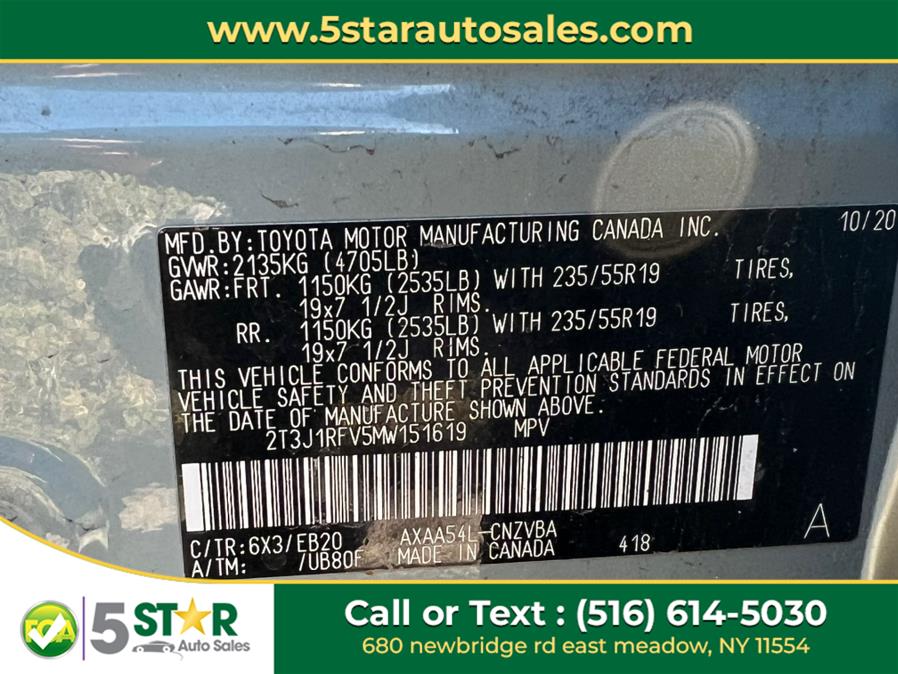 www.5starautosales.com
10/20
MFD.BY:TOYOTA MOTOR MANUFACTURING CANADA INC.
GVWR:2135KG (4705LB)
GAWR:FRT. 1150KG (2535LB) WITH 235/55R19 TIRES,
19x7 1/2J RIMS.
RR. 1150KG (2535LB) WITH 235/55R19 TIRES,
19x7 1/2J RIMS.
THIS VEHICLE CONFORMS TO ALL APPLICABLE FEDERAL MOTOR
VEHICLE SAFETY AND THEFT PREVENTION STANDARDS IN EFFECT ON
THE DATE OF MANUFACTURE SHOWN ABOVE.
2T3J1RFV5MW151619 MPV
C/TR:6X3/EB20 AXAA54L-CNZVBA A
A/TM: /UB80F MADE IN CANADA 418
5 STAR
Auto Sales
Call or Text : (516) 614-5030
680 newbridge rd east meadow, NY 11554